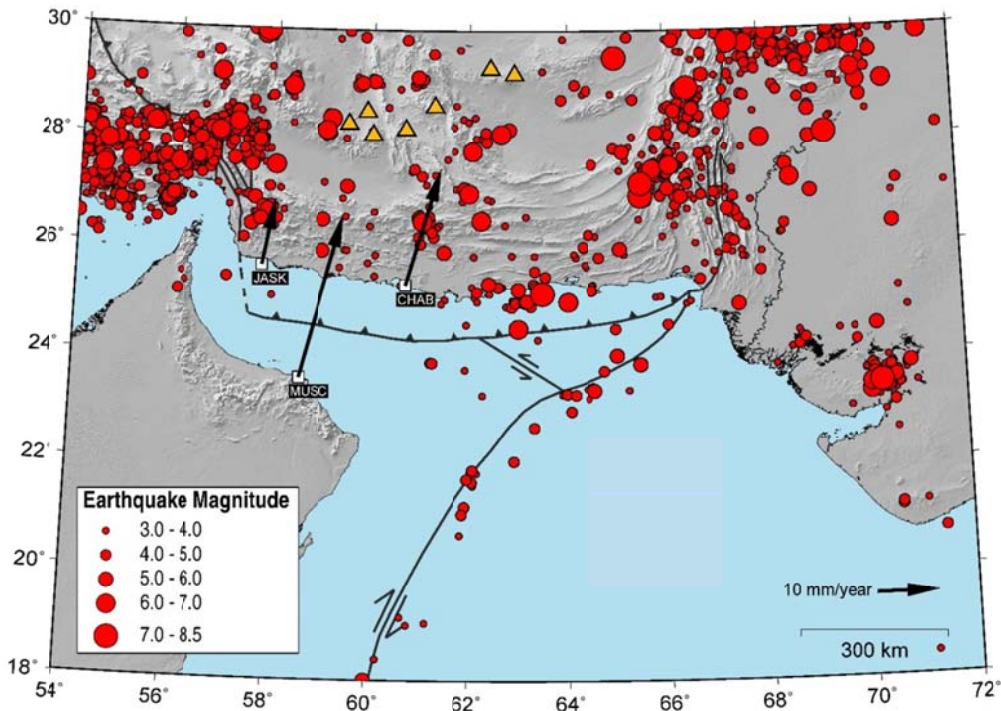 30°
28°
26°
24°
22°
20°
18°
54°
56°
58°
60°
62°
64°
66°
68°
70°
72°
JASK
CHAB
MUSC
Earthquake Magnitude
3.0 - 4.0
4.0 - 5.0
5.0 - 6.0
6.0 - 7.0
7.0 - 8.5
10 mm/year
300 km